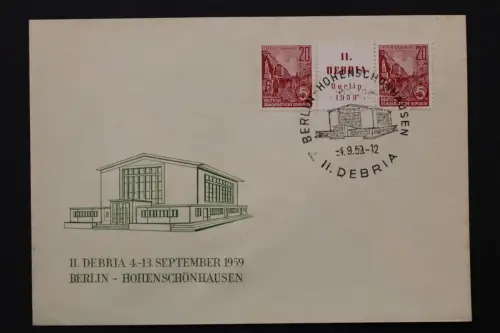 20
II.
DEBRIA
Berlin
1959
20
BERLIN-HOHENSCHÖNHAUSEN
-4.9.59.-12
II. DEBRIA
II. DEBRIA 4.-13. SEPTEMBER 1959
BERLIN - HOHENSCHÖNHAUSEN